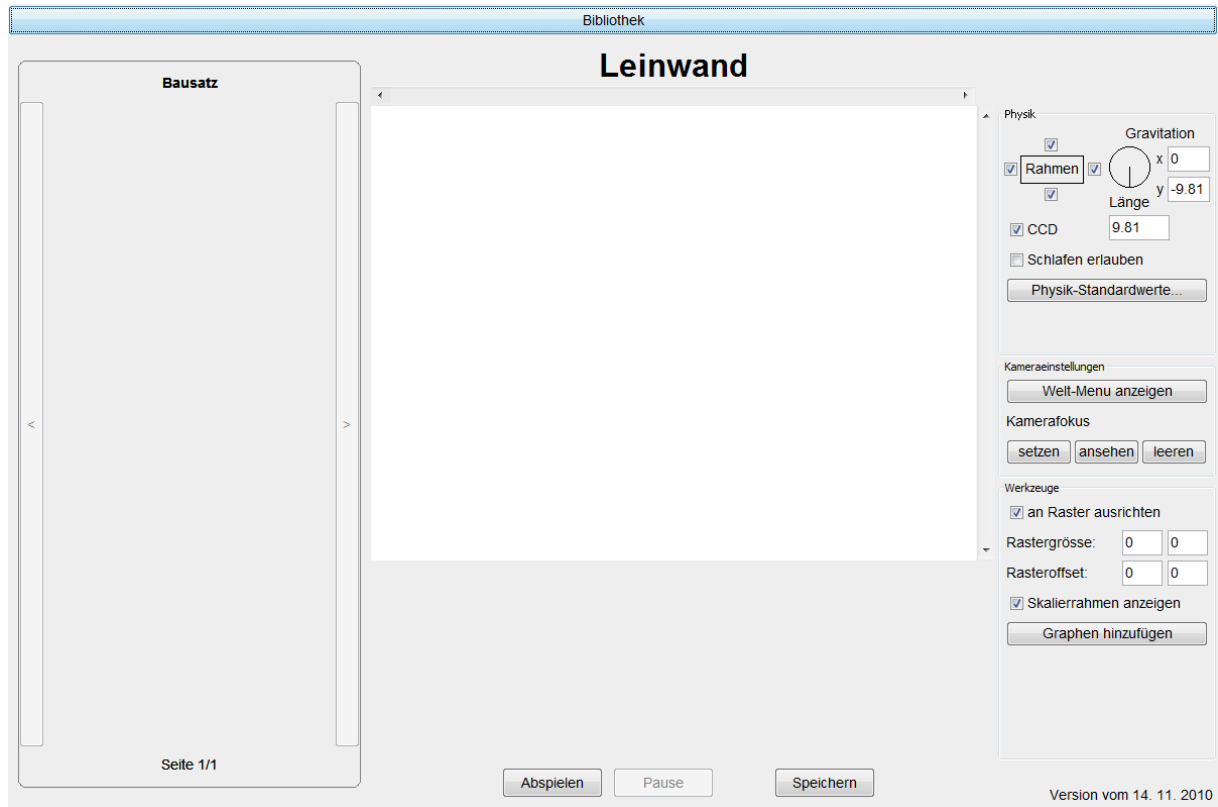 Bibliothek
Leinwand
Bausatz
<
>
Seite 1/1
Physik
Gravitation
Rahmen
x 0
y -9.81
Länge
CCD
9.81
Schlafen erlauben
Physik-Standardwerte...
Kameraeinstellungen
Welt-Menu anzeigen
Kamerafokus
setzen ansehen leeren
Werkzeuge
an Raster ausrichten
Rastergrösse: 0 0
Rasteroffset: 0 0
Skalierrahmen anzeigen
Graphen hinzufügen
Abspielen Pause Speichern
Version vom 14. 11. 2010